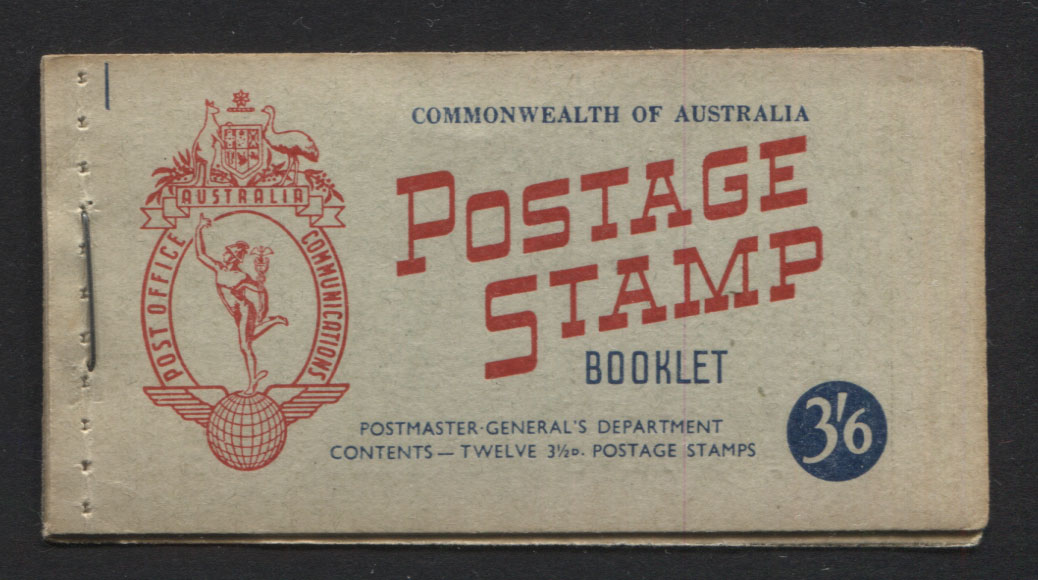 COMMONWEALTH OF AUSTRALIA
POSTAGE
STAMP
BOOKLET
POSTMASTER-GENERAL'S DEPARTMENT
CONTENTS — TWELVE 3½D. POSTAGE STAMPS
3/6
AUSTRALIA
POST OFFICE
COMMUNICATIONS